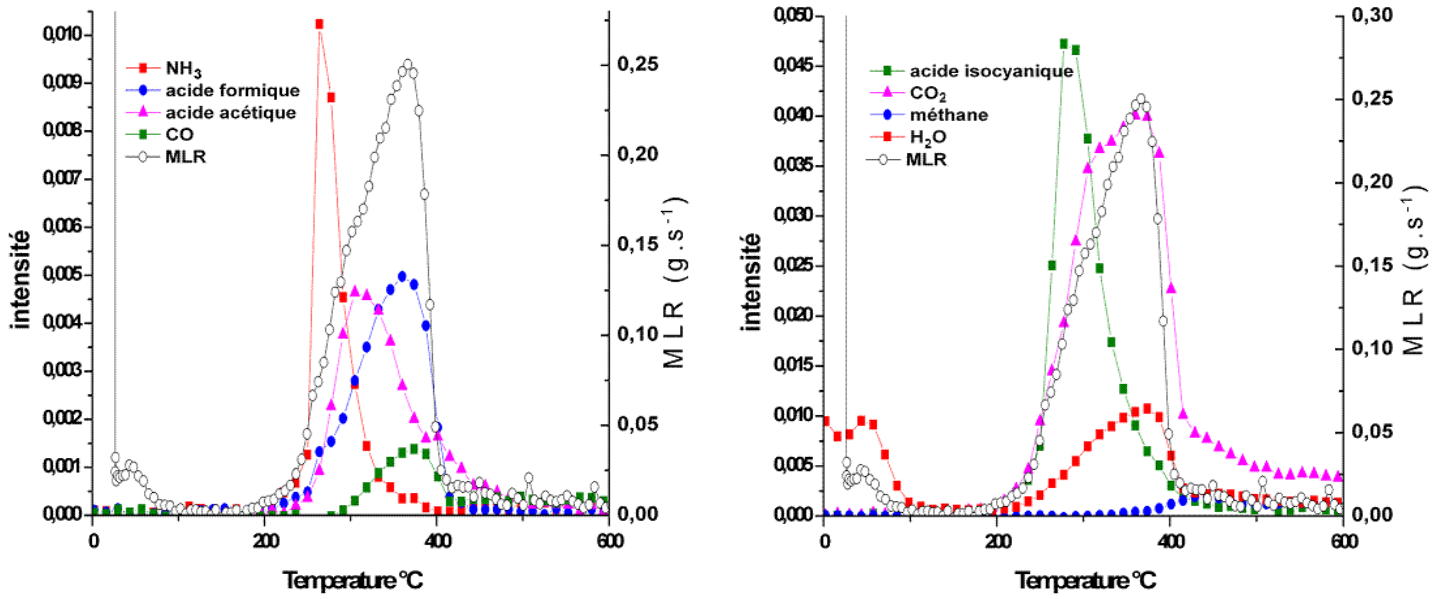 0,010
0,009
0,008
0,007
0,006
0,005
0,004
0,003
0,002
0,001
0,000
intensité
NH₃
acide formique
acide acétique
CO
MLR
0,25
0,20
0,15
0,10
0,05
0,00
MLR (g.s⁻¹)
0 200 400 600
Temperature °C
0,050
0,045
0,040
0,035
0,030
0,025
0,020
0,015
0,010
0,005
0,000
intensité
acide isocyanique
CO₂
méthane
H₂O
MLR
0,30
0,25
0,20
0,15
0,10
0,05
0,00
MLR (g.s⁻¹)
0 200 400 600
Temperature °C